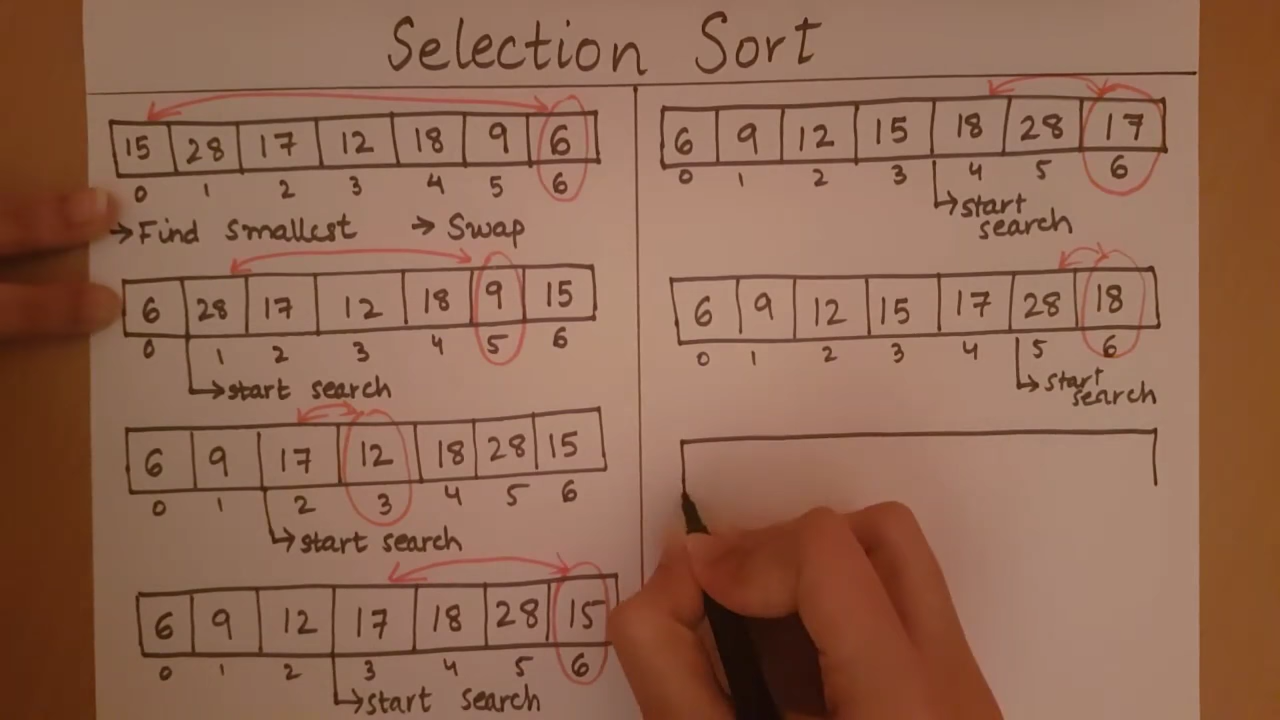 Selection Sort
15 28 17 12 18 9 6
0 1 2 3 4 5 6
→Find smallest → Swap
6 28 17 12 18 9 15
0 1 2 3 4 5 6
→start search
6 9 17 12 18 28 15
0 1 2 3 4 5 6
→start search
6 9 12 17 18 28 15
0 1 2 3 4 5 6
→start search
6 9 12 15 18 28 17
0 1 2 3 4 5 6
→start
search
6 9 12 15 17 28 18
0 1 2 3 4 5 6
→start
search